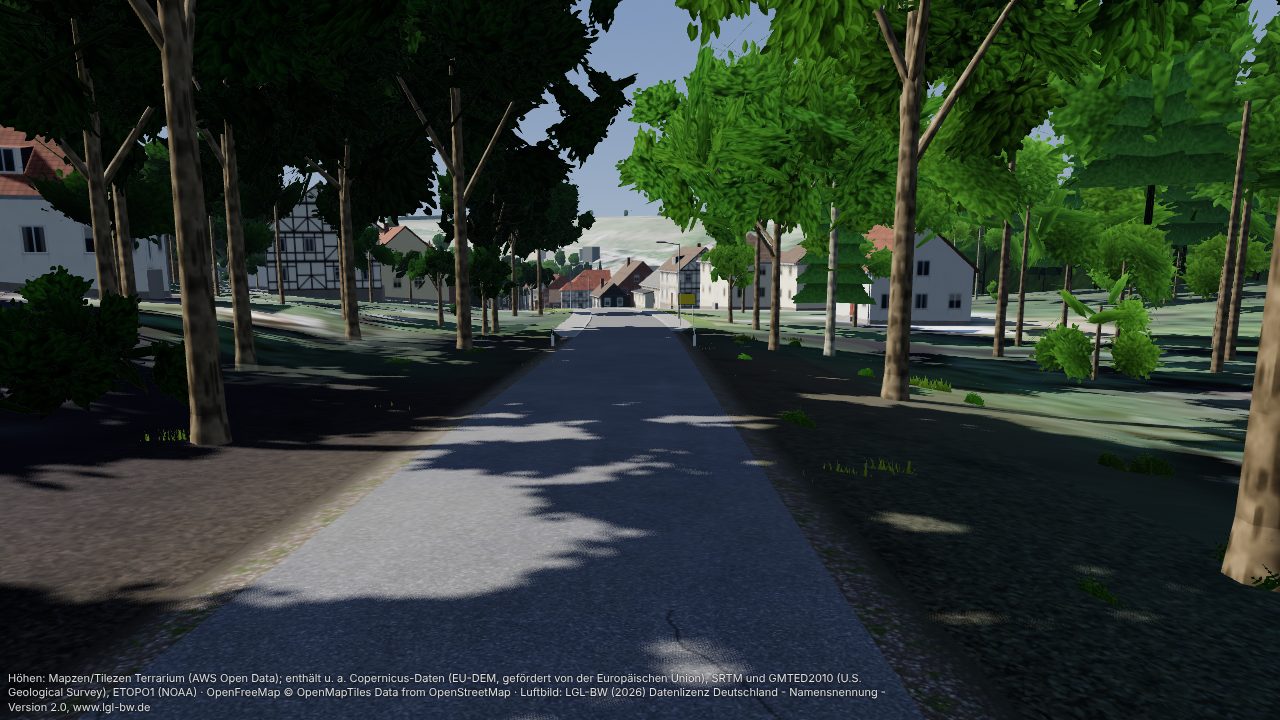 Höhen: Mapzen/Tilezen Terrarium (AWS Open Data); enthält u. a. Copernicus-Daten (EU-DEM, gefördert von der Europäischen Union), SRTM und GMTED2010 (U.S.
Geological Survey), ETOPO1 (NOAA) · OpenFreeMap © OpenMapTiles Data from OpenStreetMap · Luftbild: LGL-BW (2026) Datenlizenz Deutschland - Namensnennung -
Version 2.0, www.lgl-bw.de